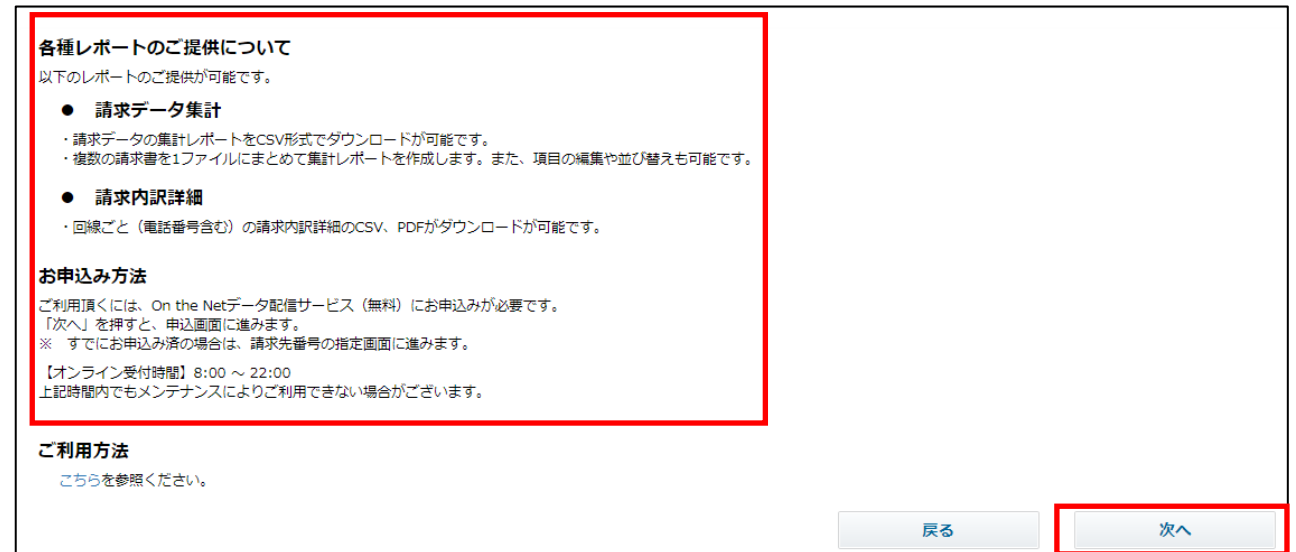 各種レポートのご提供について
以下のレポートのご提供が可能です。
● 請求データ集計
・請求データの集計レポートをCSV形式でダウンロードが可能です。
・複数の請求書を1ファイルにまとめて集計レポートを作成します。また、項目の編集や並び替えも可能です。
● 請求内訳詳細
・回線ごと（電話番号含む）の請求内訳詳細のCSV、PDFがダウンロードが可能です。
お申込み方法
ご利用頂くには、On the Netデータ配信サービス（無料）にお申込みが必要です。
「次へ」を押すと、申込画面に進みます。
※ すでにお申込み済の場合は、請求先番号の指定画面に進みます。
【オンライン受付時間】8:00 ～ 22:00
上記時間内でもメンテナンスによりご利用できない場合がございます。
ご利用方法
こちらを参照ください。
戻る
次へ